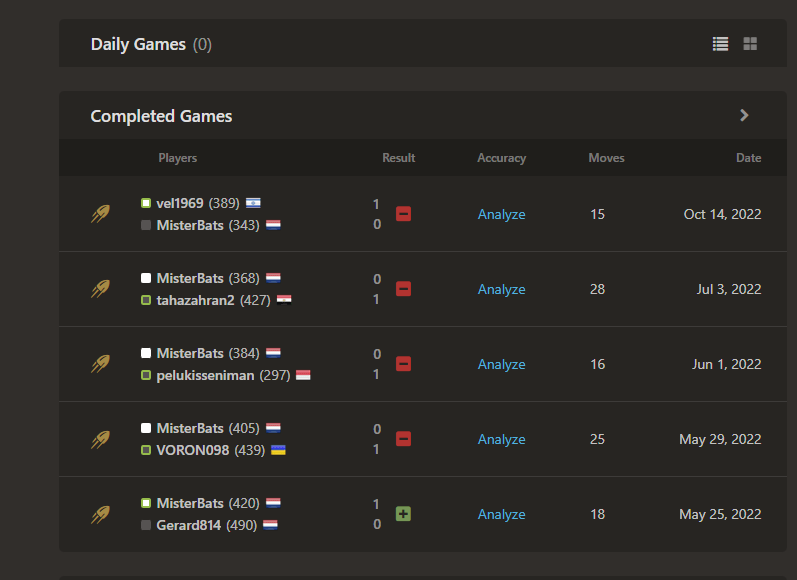 Daily Games (0)
Completed Games
Players Result Accuracy Moves Date
vel1969 (389) 1
MisterBats (343) 0
Analyze 15 Oct 14, 2022
MisterBats (368) 0
tahazahran2 (427) 1
Analyze 28 Jul 3, 2022
MisterBats (384) 0
pelukisseniman (297) 1
Analyze 16 Jun 1, 2022
MisterBats (405) 0
VORON098 (439) 1
Analyze 25 May 29, 2022
MisterBats (420) 1
Gerard814 (490) 0
Analyze 18 May 25, 2022